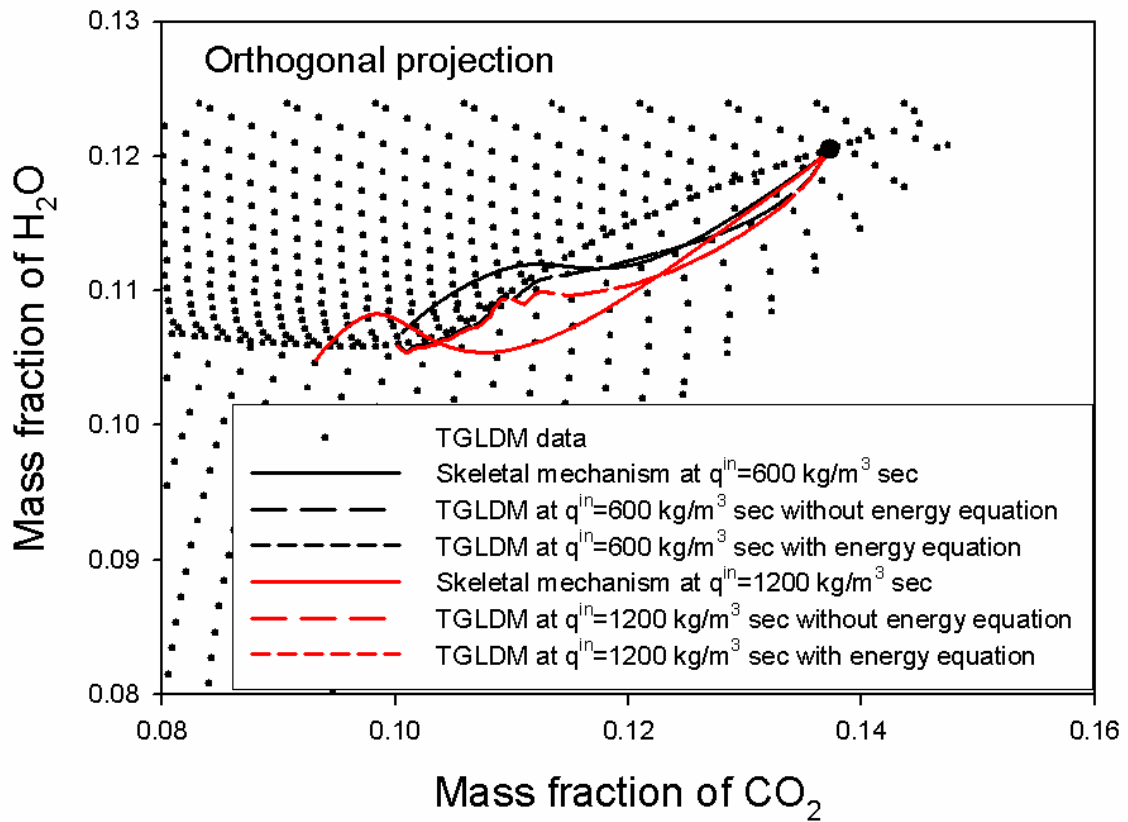 0.13
Orthogonal projection
0.12
0.11
0.10
0.09
0.08
Mass fraction of H₂O
TGLDM data
Skeletal mechanism at qⁱⁿ=600 kg/m³ sec
TGLDM at qⁱⁿ=600 kg/m³ sec without energy equation
TGLDM at qⁱⁿ=600 kg/m³ sec with energy equation
Skeletal mechanism at qⁱⁿ=1200 kg/m³ sec
TGLDM at qⁱⁿ=1200 kg/m³ sec without energy equation
TGLDM at qⁱⁿ=1200 kg/m³ sec with energy equation
0.08 0.10 0.12 0.14 0.16
Mass fraction of CO₂